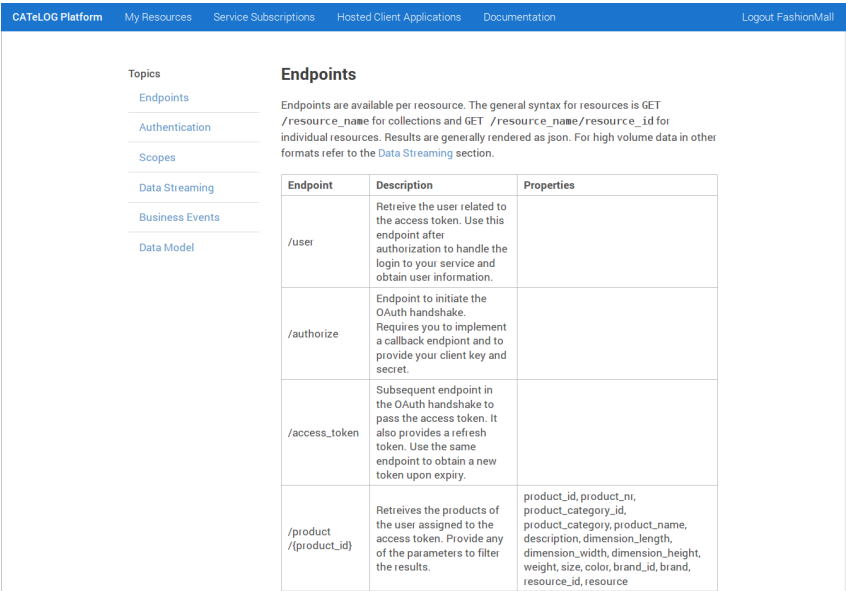 CATeLOG Platform My Resources Service Subscriptions Hosted Client Applications Documentation Logout FashionMall
Topics
Endpoints
Authentication
Scopes
Data Streaming
Business Events
Data Model
Endpoints
Endpoints are available per reosource. The general syntax for resources is GET
/resource_name for collections and GET /resource_name/resource_id for
individual resources. Results are generally rendered as json. For high volume data in other
formats refer to the Data Streaming section.
Endpoint Description Properties
/user
Retreive the user related to
the access token. Use this
endpoint after
authorization to handle the
login to your service and
obtain user information.
/authorize
Endpoint to initiate the
OAuth handshake.
Requires you to implement
a callback endpiont and to
provide your client key and
secret.
/access_token
Subsequent endpoint in
the OAuth handshake to
pass the access token. It
also provides a refresh
token. Use the same
endpoint to obtain a new
token upon expiry.
/product
/{product_id}
Retreives the products of
the user assigned to the
access token. Provide any
of the parameters to filter
the results.
product_id, product_nr,
product_category_id,
product_category, product_name,
description, dimension_length,
dimension_width, dimension_height,
weight, size, color, brand_id, brand,
resource_id, resource